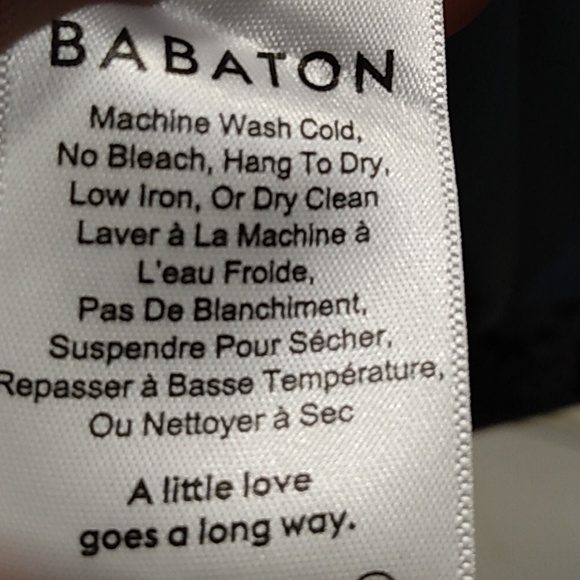 BABATON
Machine Wash Cold,
No Bleach, Hang To Dry,
Low Iron, Or Dry Clean
Laver à La Machine à
L'eau Froide,
Pas De Blanchiment,
Suspendre Pour Sécher,
Repasser à Basse Température,
Ou Nettoyer à Sec
A little love
goes a long way.